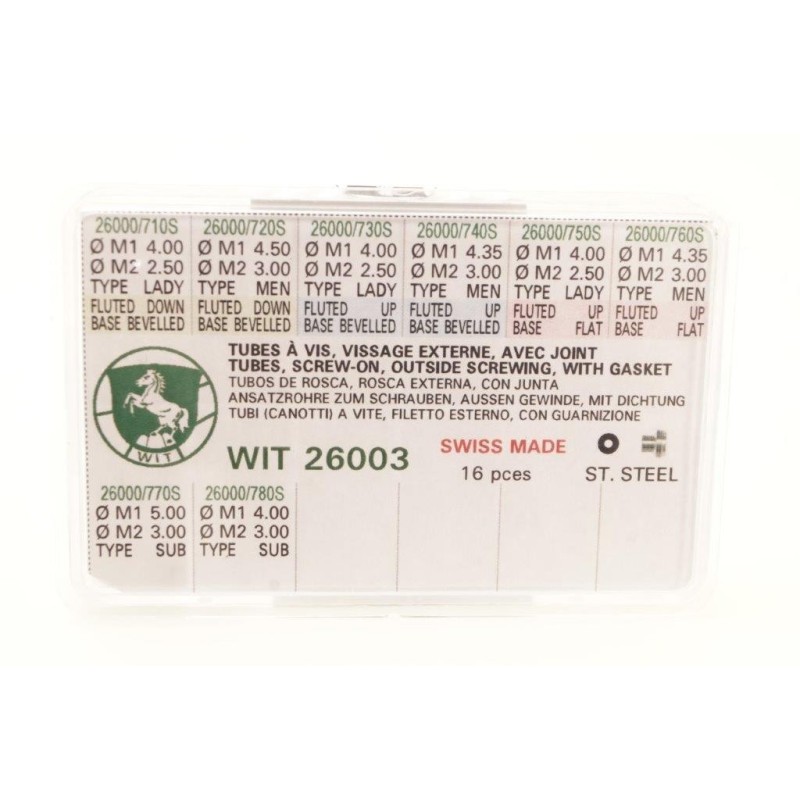 26000/710S 26000/720S 26000/730S 26000/740S 26000/750S 26000/760S
Ø M1 4.00 Ø M1 4.50 Ø M1 4.00 Ø M1 4.35 Ø M1 4.00 Ø M1 4.35
Ø M2 2.50 Ø M2 3.00 Ø M2 2.50 Ø M2 3.00 Ø M2 2.50 Ø M2 3.00
TYPE LADY TYPE MEN TYPE LADY TYPE MEN TYPE LADY TYPE MEN
FLUTED DOWN FLUTED DOWN FLUTED UP FLUTED UP FLUTED UP FLUTED UP
BASE BEVELLED BASE BEVELLED BASE BEVELLED BASE BEVELLED BASE FLAT BASE FLAT
TUBES À VIS, VISSAGE EXTERNE, AVEC JOINT
TUBES, SCREW-ON, OUTSIDE SCREWING, WITH GASKET
TUBOS DE ROSCA, ROSCA EXTERNA, CON JUNTA
ANSATZROHRE ZUM SCHRAUBEN, AUSSEN GEWINDE, MIT DICHTUNG
TUBI (CANOTTI) A VITE, FILETTO ESTERNO, CON GUARNIZIONE
WIT
WIT 26003
SWISS MADE
16 pces
ST. STEEL
26000/770S 26000/780S
Ø M1 5.00 Ø M1 4.00
Ø M2 3.00 Ø M2 3.00
TYPE SUB TYPE SUB